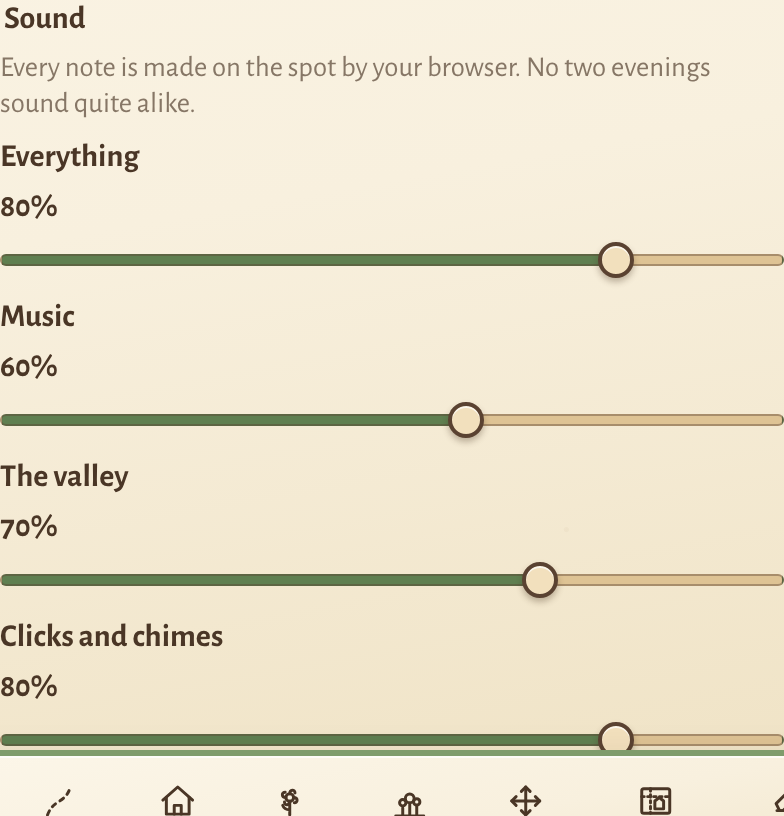 Sound
Every note is made on the spot by your browser. No two evenings
sound quite alike.
Everything
80%
Music
60%
The valley
70%
Clicks and chimes
80%